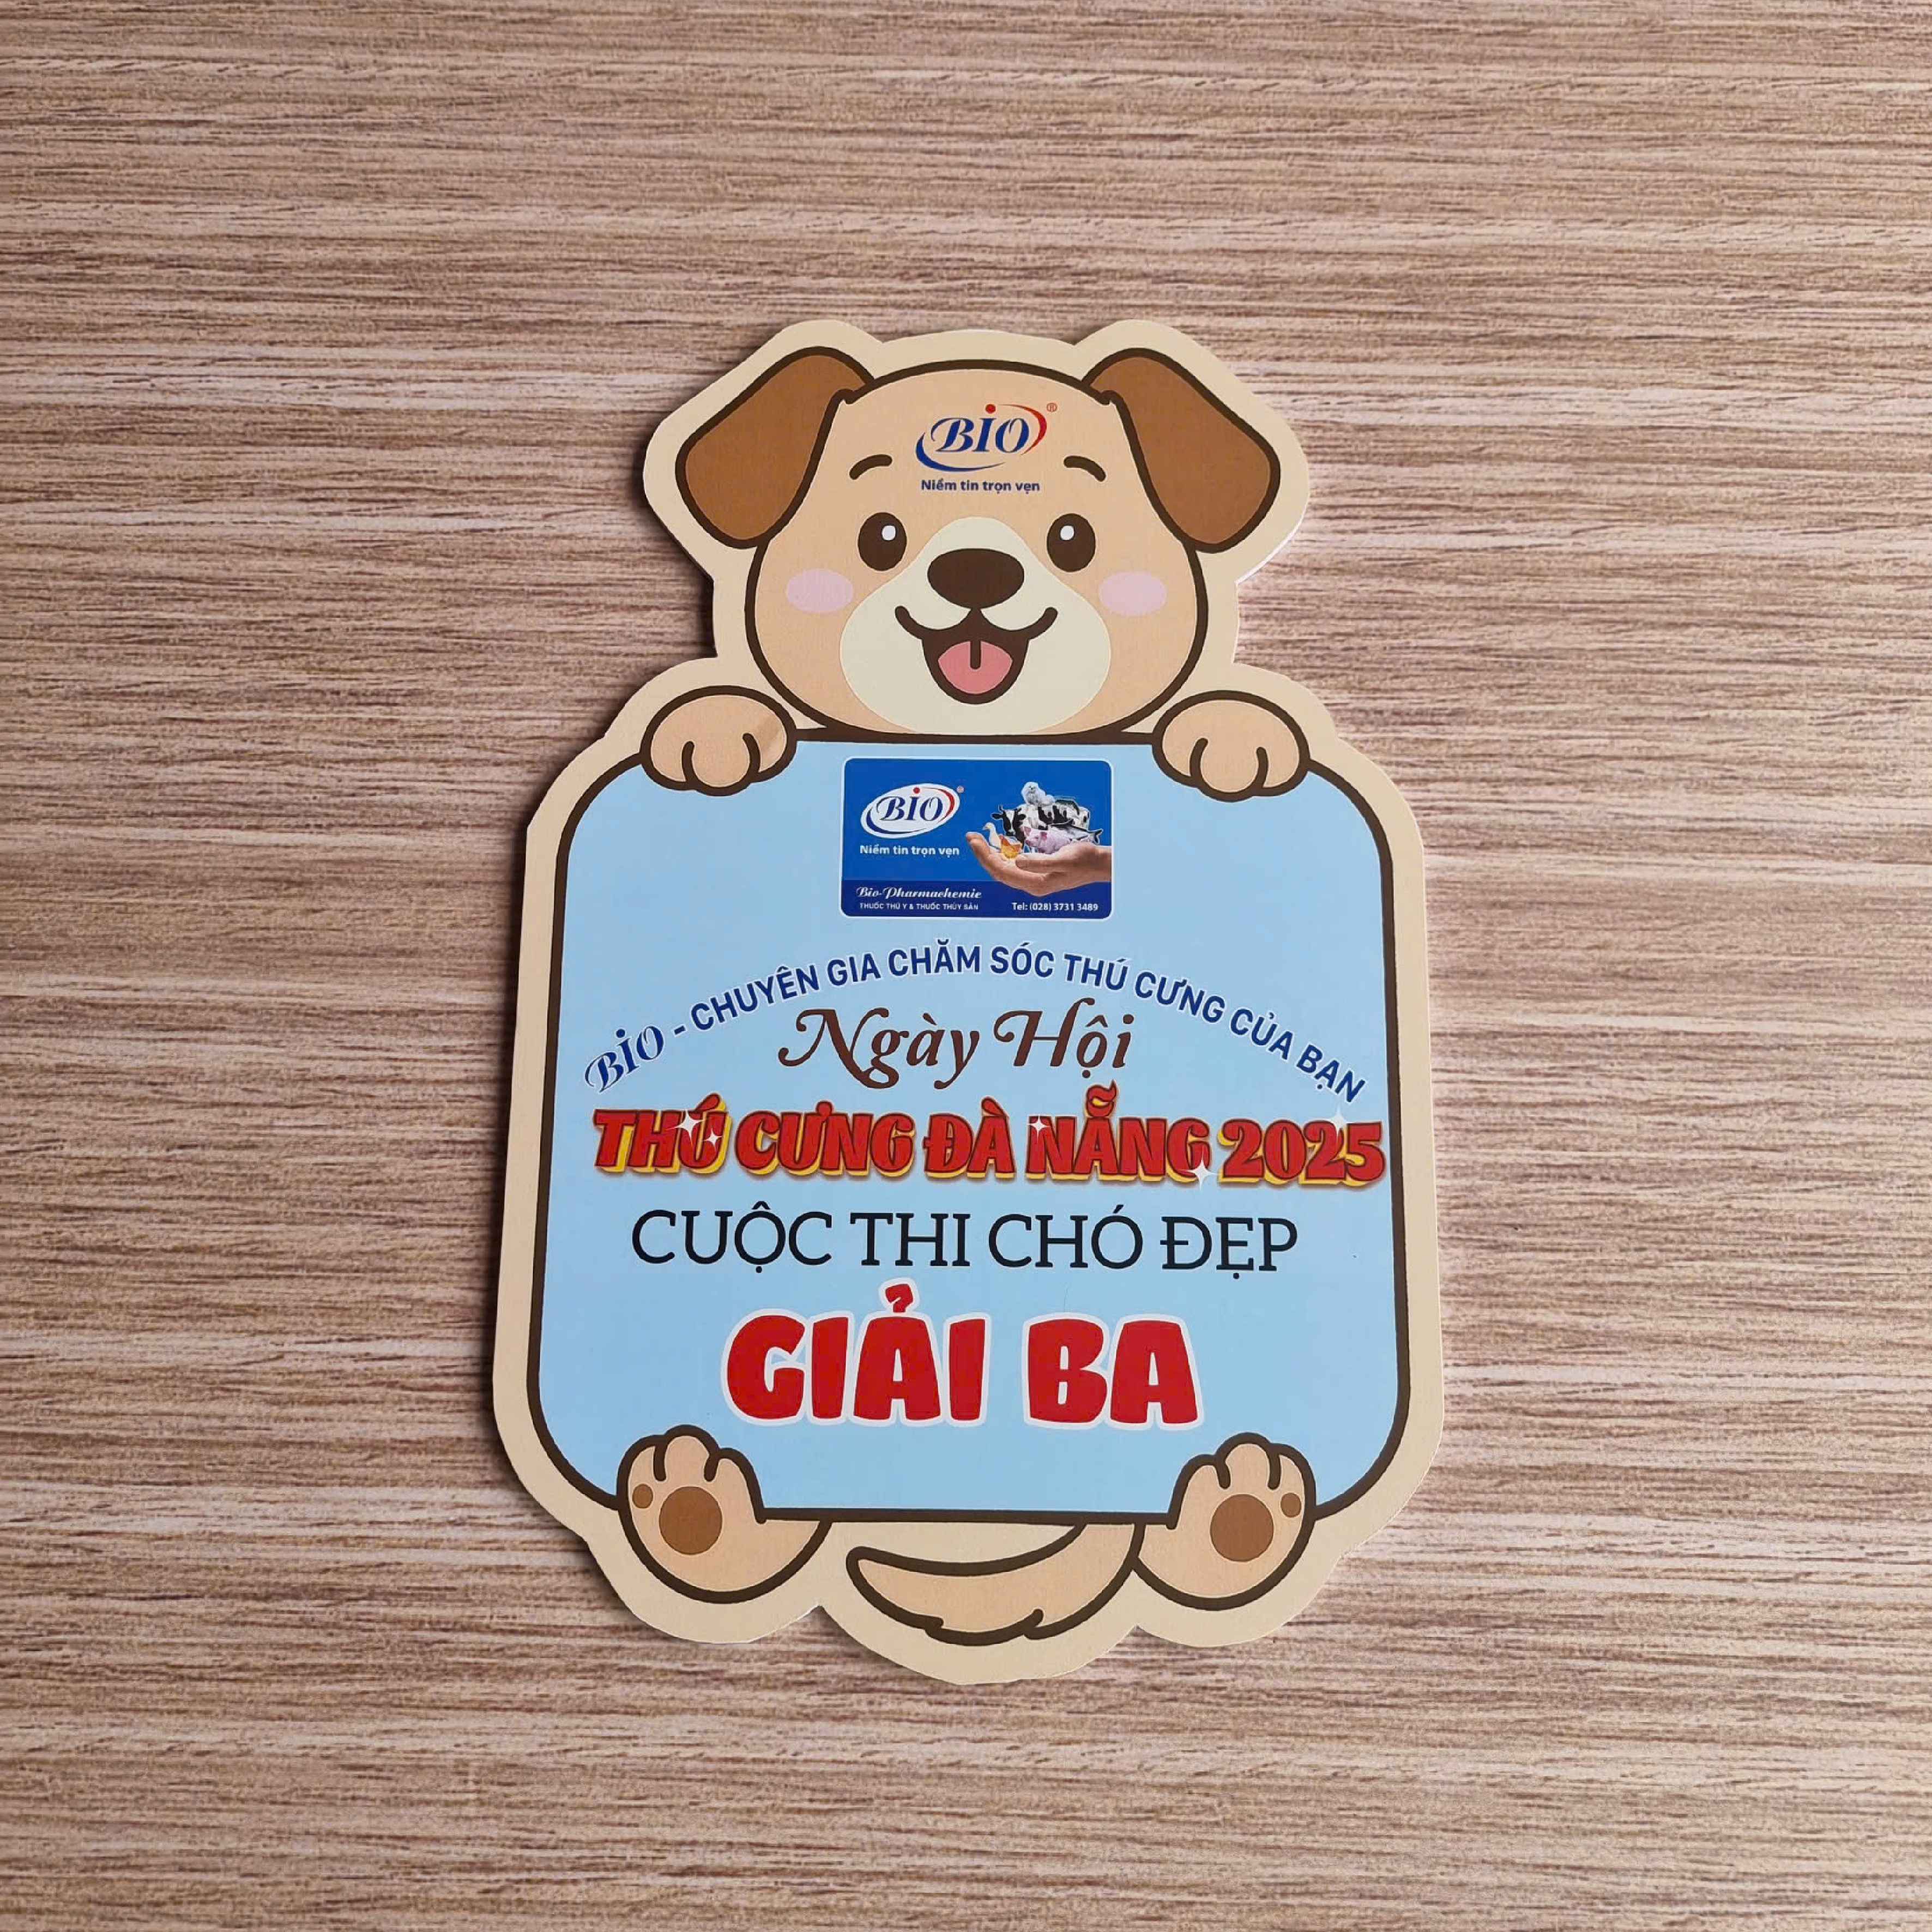 BIO®
Niềm tin trọn vẹn
BIO®
Niềm tin trọn vẹn
Bio-Pharmachemie
THUỐC THÚ Y & THUỐC THỦY SẢN
Tel: (028) 3731 3489
BIO - CHUYÊN GIA CHĂM SÓC THÚ CƯNG CỦA BẠN
Ngày Hội
THÚ CƯNG ĐÀ NẴNG 2025
CUỘC THI CHÓ ĐẸP
GIẢI BA